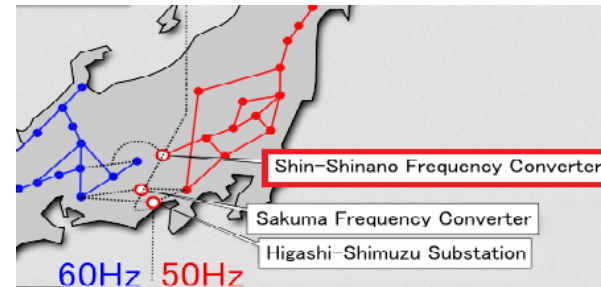 Shin-Shinano Frequency Converter
Sakuma Frequency Converter
Higashi-Shimuzu Substation
60Hz 50Hz